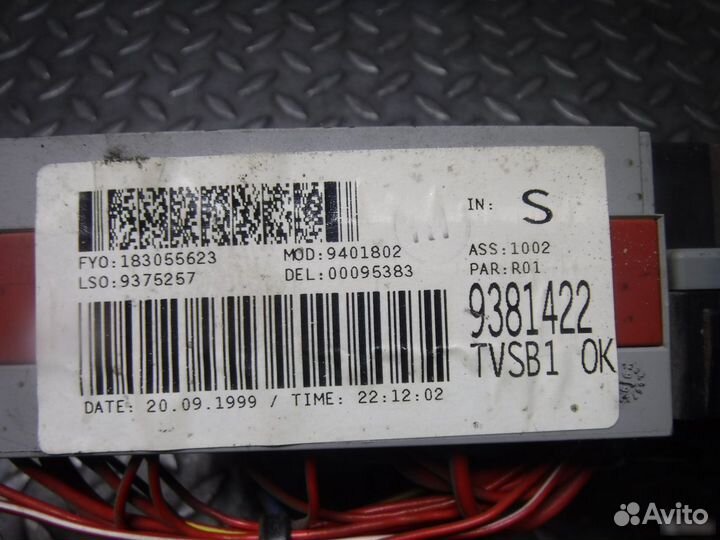 IN: S
FYO:183055623 MOD:9401802 ASS:1002
LSO:9375257 DEL:00095383 PAR:R01
9381422
TVSB1 OK
DATE: 20.09.1999 / TIME: 22:12:02
Avito